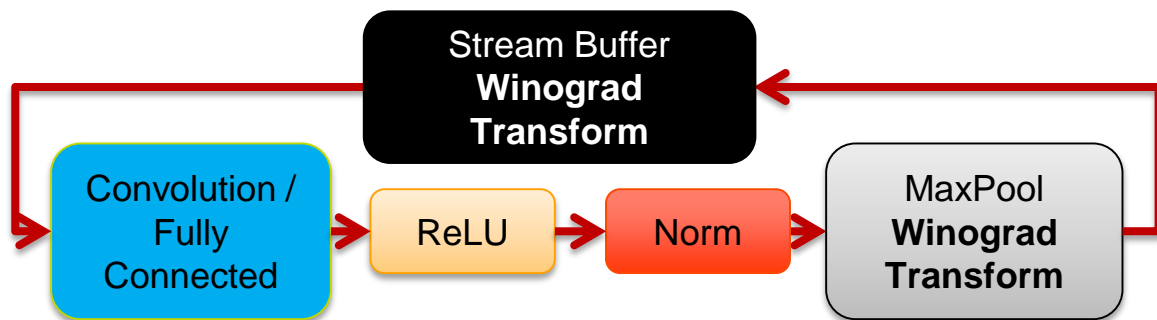 Stream Buffer
Winograd
Transform
Convolution /
Fully
Connected
ReLU
Norm
MaxPool
Winograd
Transform